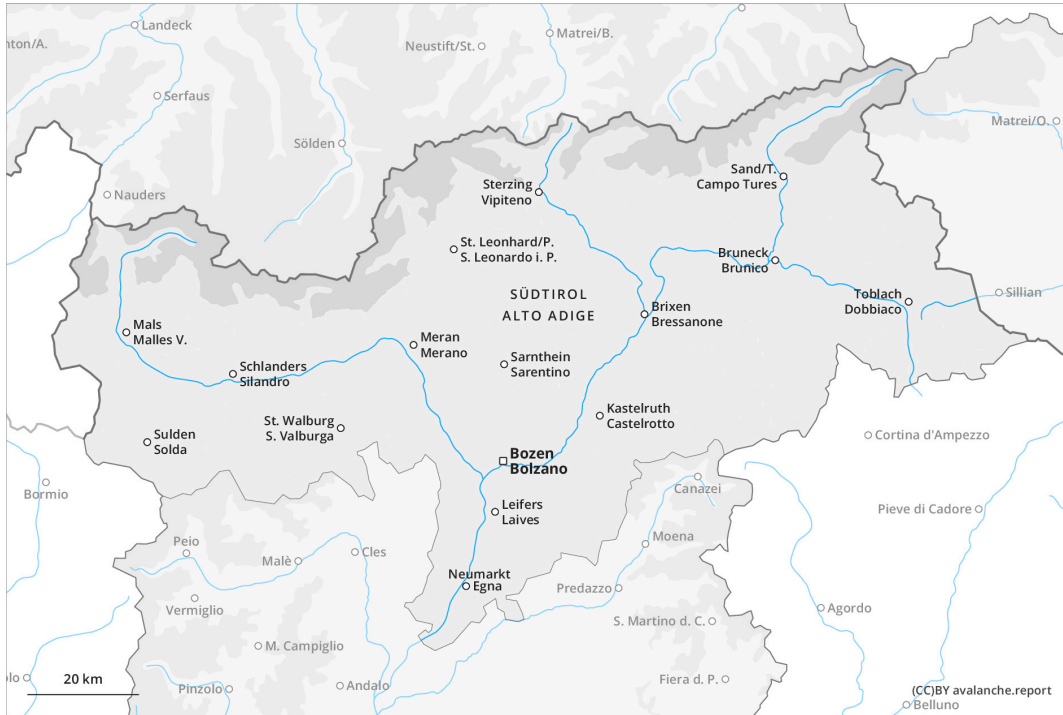 Landeck
nton/A.
Neustift/St.
Matrei/B.
Serfaus
Matrei/O.
Sölden
Nauders
Sand/T.
Campo Tures
Sterzing
Vipiteno
St. Leonhard/P.
S. Leonardo i. P.
Bruneck
Brunico
SÜDTIROL
ALTO ADIGE
Toblach
Dobbiaco
Sillian
Brixen
Bressanone
Mals
Malles V.
Meran
Merano
Sarnthein
Sarentino
Schlanders
Silandro
Kastelruth
Castelrotto
St. Walburg
S. Valburga
Sulden
Solda
Cortina d'Ampezzo
Bozen
Bolzano
Bormio
Canazei
Leifers
Laives
Pieve di Cadore
Moena
Peio
Malè
Cles
Neumarkt
Egna
Predazzo
Vermiglio
Agordo
S. Martino d. C.
M. Campiglio
olo
20 km
Pinzolo
Andalo
Fiera d. P.
(CC)BY avalanche.report
Belluno